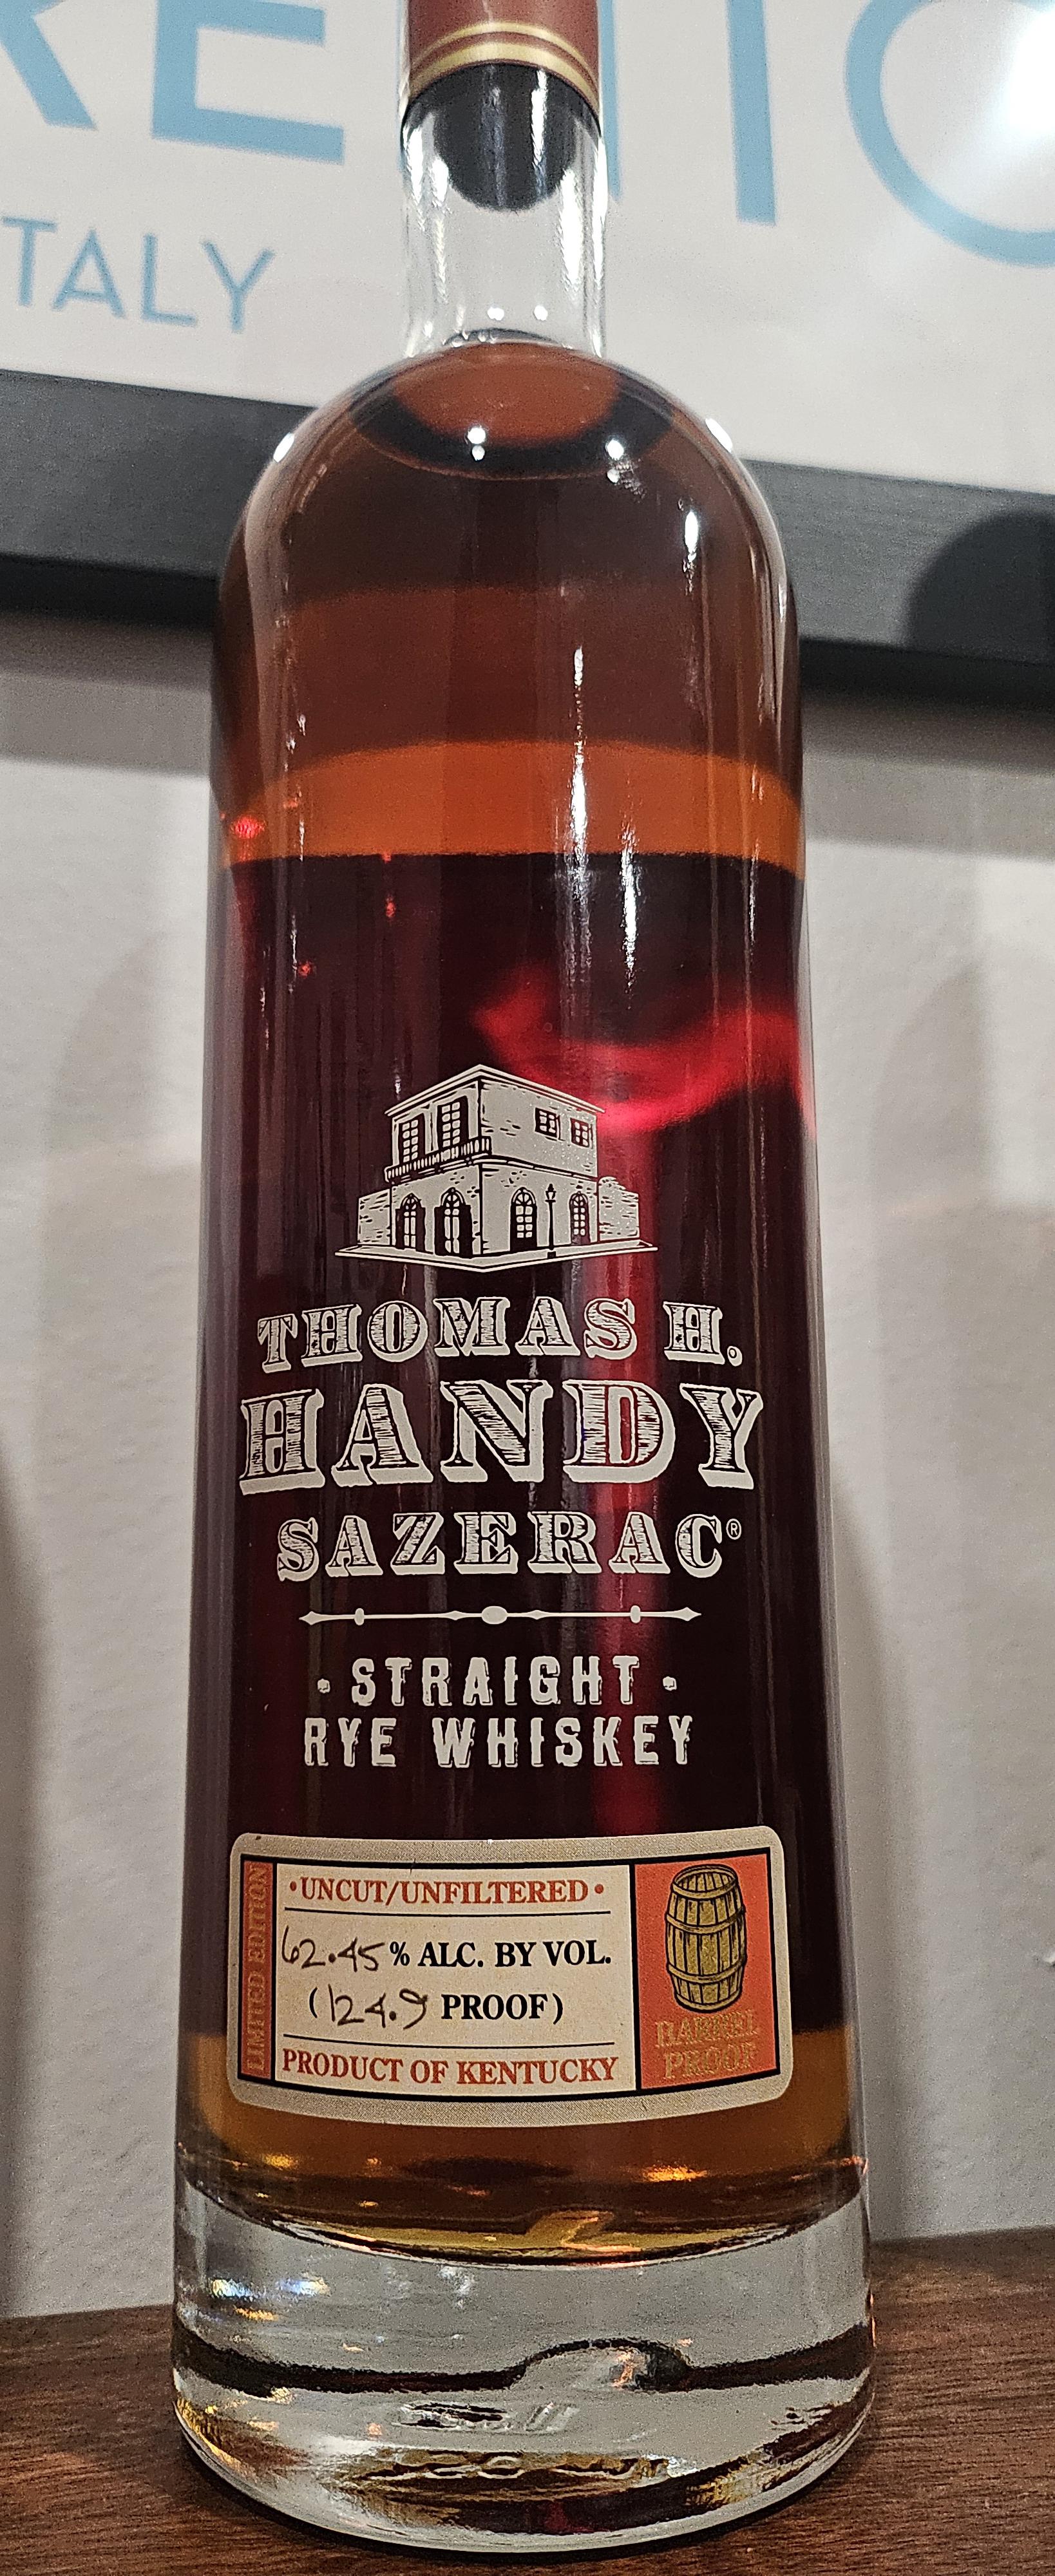 TALY
THOMAS H.
HANDY
SAZERAC®
· STRAIGHT ·
RYE WHISKEY
LIMITED EDITION
·UNCUT/UNFILTERED·
62.45% ALC. BY VOL.
(124.9 PROOF)
PRODUCT OF KENTUCKY
BARREL
PROOF